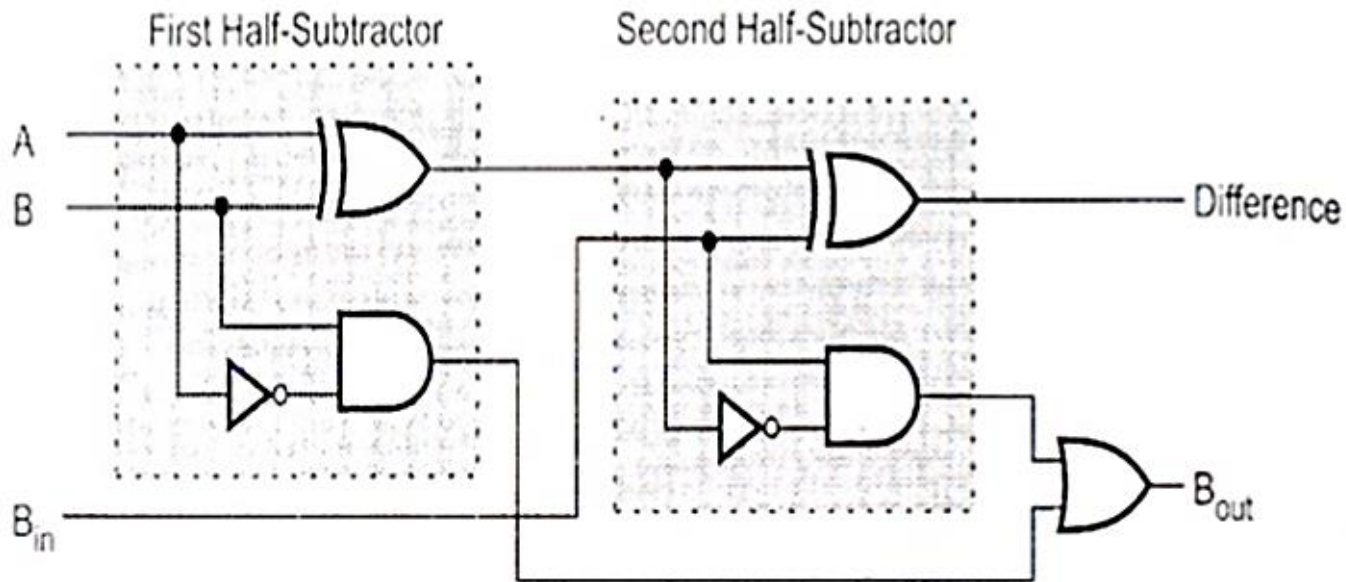 First Half-Subtractor
Second Half-Subtractor
A
B
Difference
B_in
B_out